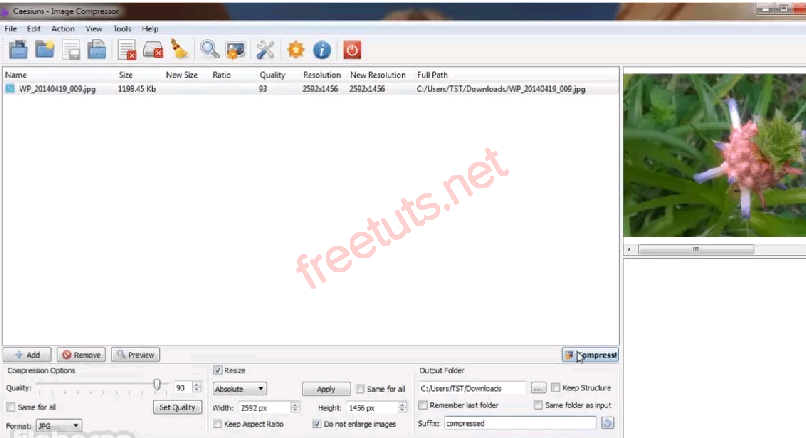 Caesium - Image Compressor
File Edit Action View Tools Help
Name Size New Size Ratio Quality Resolution New Resolution Full Path
WP_20140419_009.jpg 1198.45 Kb 93 2592x1456 2592x1456 C:/Users/TST/Downloads/WP_20140419_009.jpg
freetuts.net
Add Remove Preview
Compression Options
Quality: 93
Same for all Set Quality
Format: JPG
Resize
Absolute Apply Same for all
Width: 2592 px Height: 1456 px
Keep Aspect Ratio Do not enlarge images
Output Folder
C:/Users/TST/Downloads ... Keep Structure
Remember last folder Same folder as input
Suffix: compressed